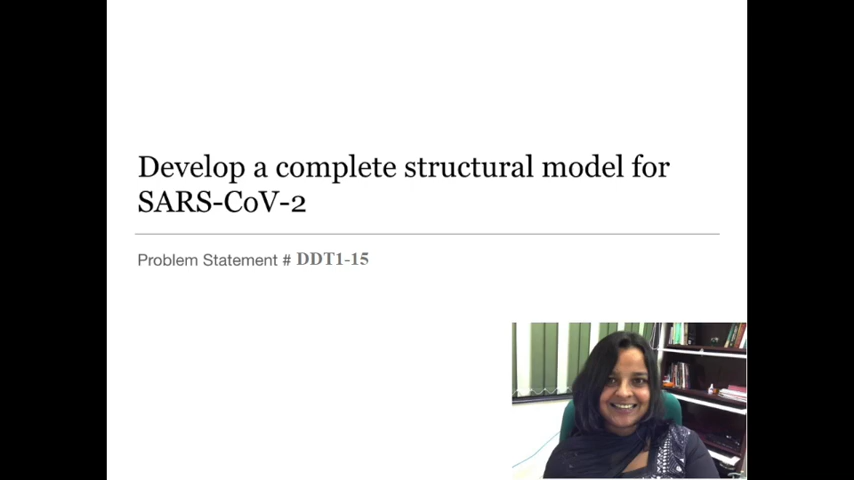 Develop a complete structural model for
SARS-CoV-2
Problem Statement # DDT1-15